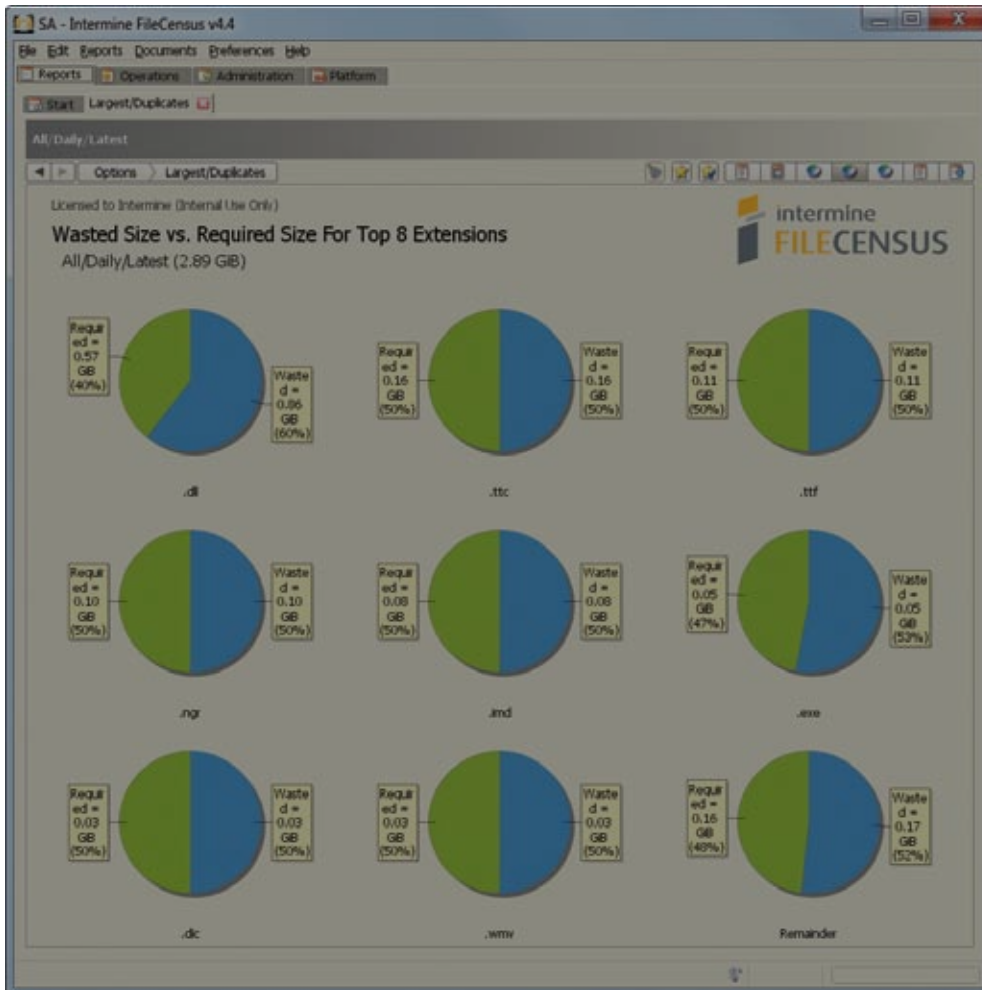 SA - Intermine FileCensus v4.4
File Edit Reports Documents Preferences Help
Reports Operations Administration Platform
Start Largest/Duplicates
All/Daily/Latest
Options Largest/Duplicates
Licensed to Intermine (Internal Use Only)
intermine
FILECENSUS
Wasted Size vs. Required Size For Top 8 Extensions
All/Daily/Latest (2.89 GiB)
Requir
ed =
0.57
GB
(40%)
Waste
d =
0.86
GB
(60%)
.dll
Requir
ed =
0.16
GB
(50%)
Waste
d =
0.16
GB
(50%)
.ttc
Requir
ed =
0.11
GB
(50%)
Waste
d =
0.11
GB
(50%)
.ttf
Requir
ed =
0.10
GB
(50%)
Waste
d =
0.10
GB
(50%)
.ngr
Requir
ed =
0.08
GB
(50%)
Waste
d =
0.08
GB
(50%)
.imd
Requir
ed =
0.05
GB
(47%)
Waste
d =
0.05
GB
(53%)
.exe
Requir
ed =
0.03
GB
(50%)
Waste
d =
0.03
GB
(50%)
.dic
Requir
ed =
0.03
GB
(50%)
Waste
d =
0.03
GB
(50%)
.wmv
Requir
ed =
0.16
GB
(48%)
Waste
d =
0.17
GB
(52%)
Remainder